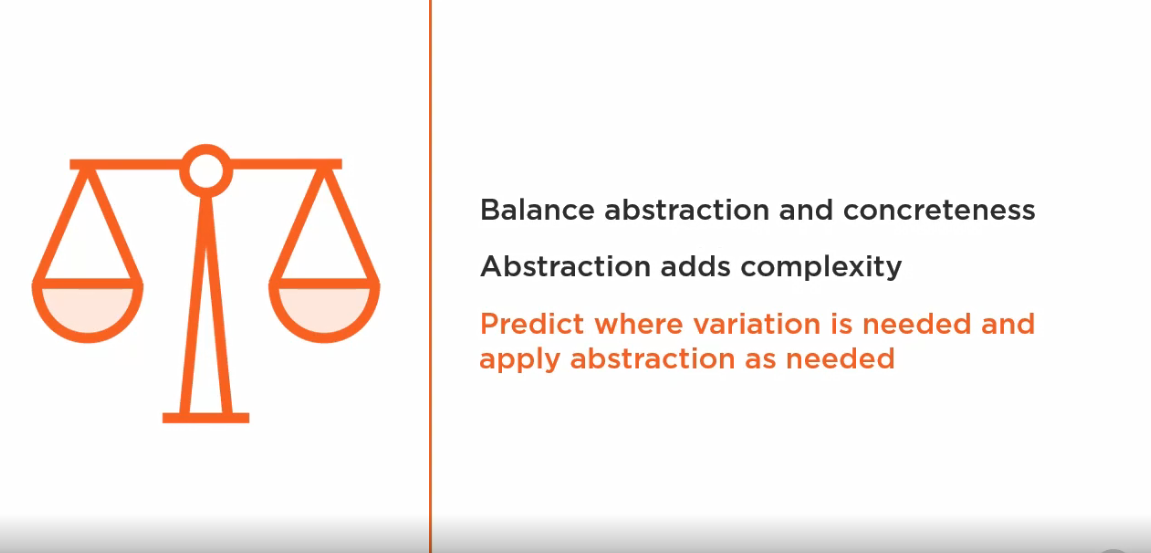 Balance abstraction and concreteness
Abstraction adds complexity
Predict where variation is needed and
apply abstraction as needed